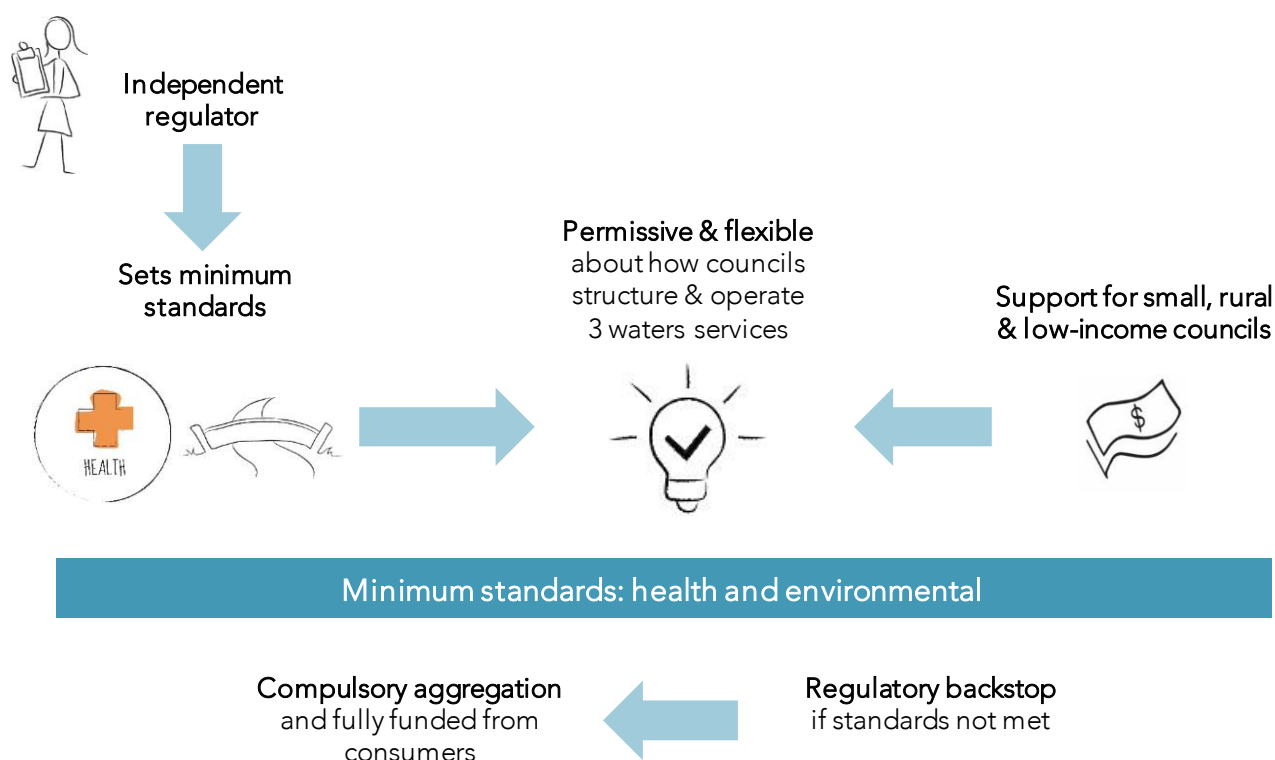 Independent
regulator
Sets minimum
standards
HEALTH
Permissive & flexible
about how councils
structure & operate
3 waters services
Support for small, rural
& low-income councils
$
Minimum standards: health and environmental
Compulsory aggregation
and fully funded from
consumers
Regulatory backstop
if standards not met